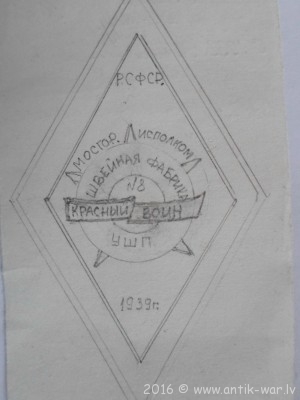 Р.С.Ф.С.Р.
МОСГОР. ИСПОЛКОМ
ШВЕЙНАЯ ФАБРИКА
№8
КРАСНЫЙ ВОИН
УШП
1939г.
2016 © www.antik-war.lv